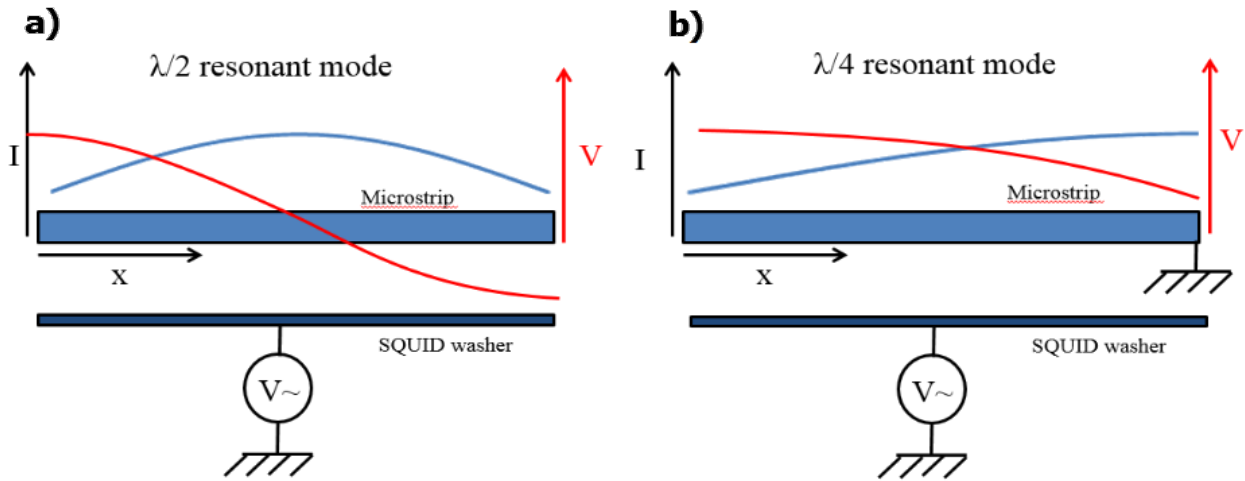 a)
λ/2 resonant mode
I
V
Microstrip
x
SQUID washer
V~
b)
λ/4 resonant mode
I
V
Microstrip
x
SQUID washer
V~